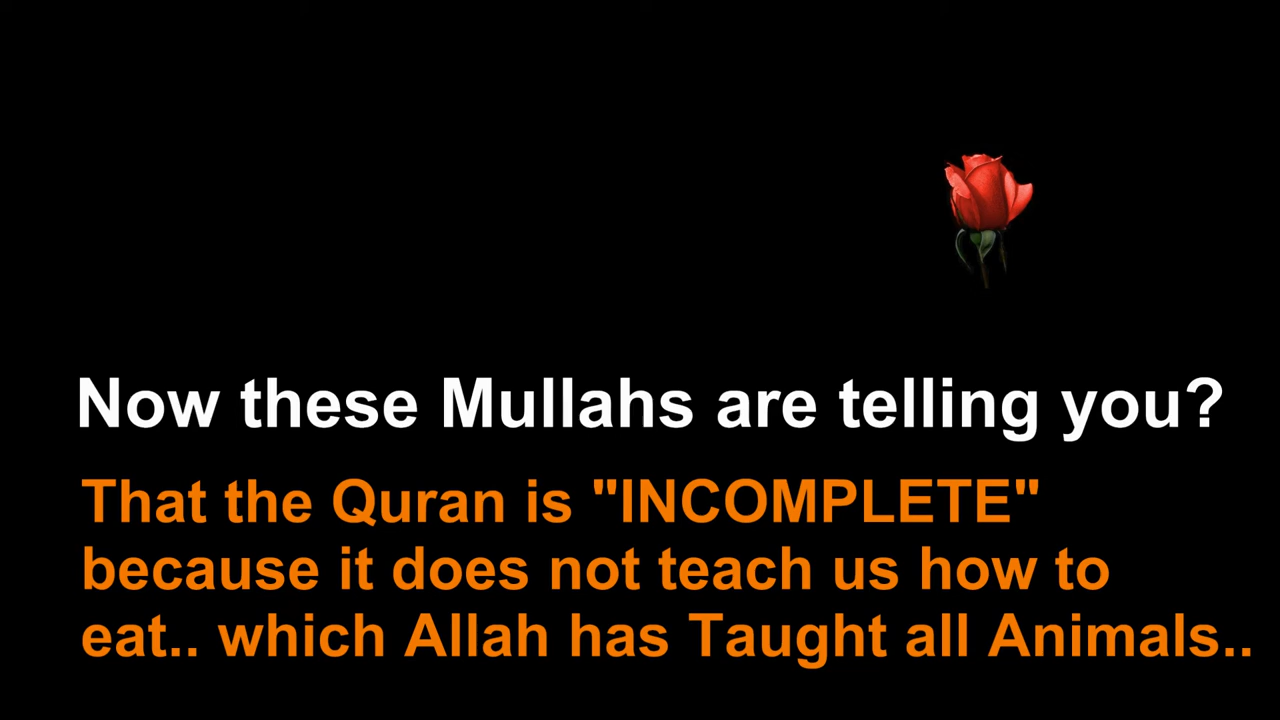 Now these Mullahs are telling you?
That the Quran is "INCOMPLETE"
because it does not teach us how to
eat.. which Allah has Taught all Animals..